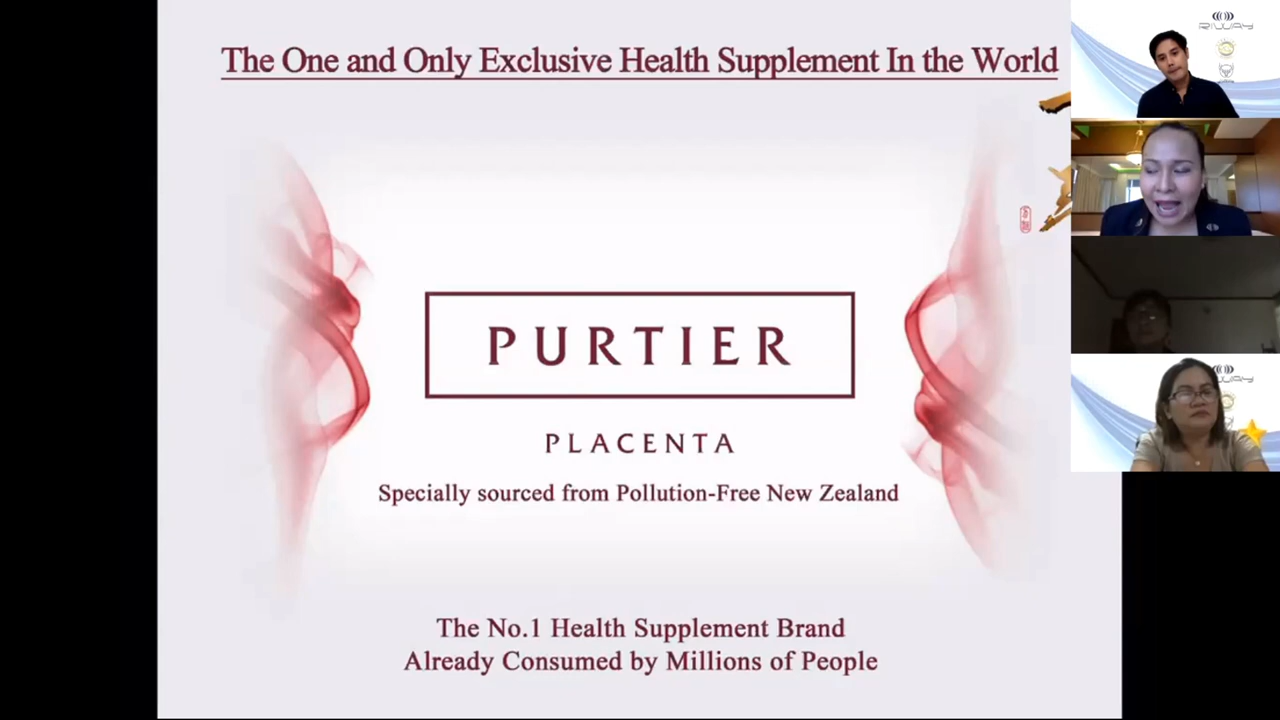 The One and Only Exclusive Health Supplement In the World
PURTIER
PLACENTA
Specially sourced from Pollution-Free New Zealand
The No.1 Health Supplement Brand
Already Consumed by Millions of People
RIWAY